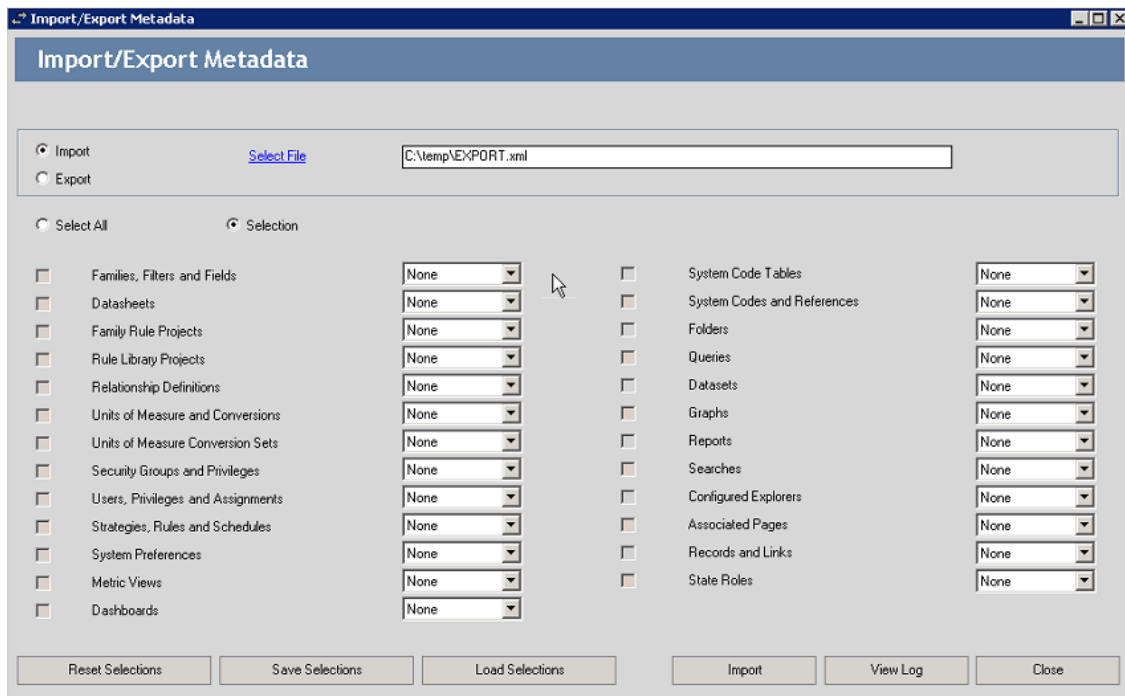 Import/Export Metadata
Import/Export Metadata
Import Select File C:\temp\EXPORT.xml
Export
Select All Selection
Families, Filters and Fields None System Code Tables None
Datasheets None System Codes and References None
Family Rule Projects None Folders None
Rule Library Projects None Queries None
Relationship Definitions None Datasets None
Units of Measure and Conversions None Graphs None
Units of Measure Conversion Sets None Reports None
Security Groups and Privileges None Searches None
Users, Privileges and Assignments None Configured Explorers None
Strategies, Rules and Schedules None Associated Pages None
System Preferences None Records and Links None
Metric Views None State Roles None
Dashboards None
Reset Selections Save Selections Load Selections Import View Log Close